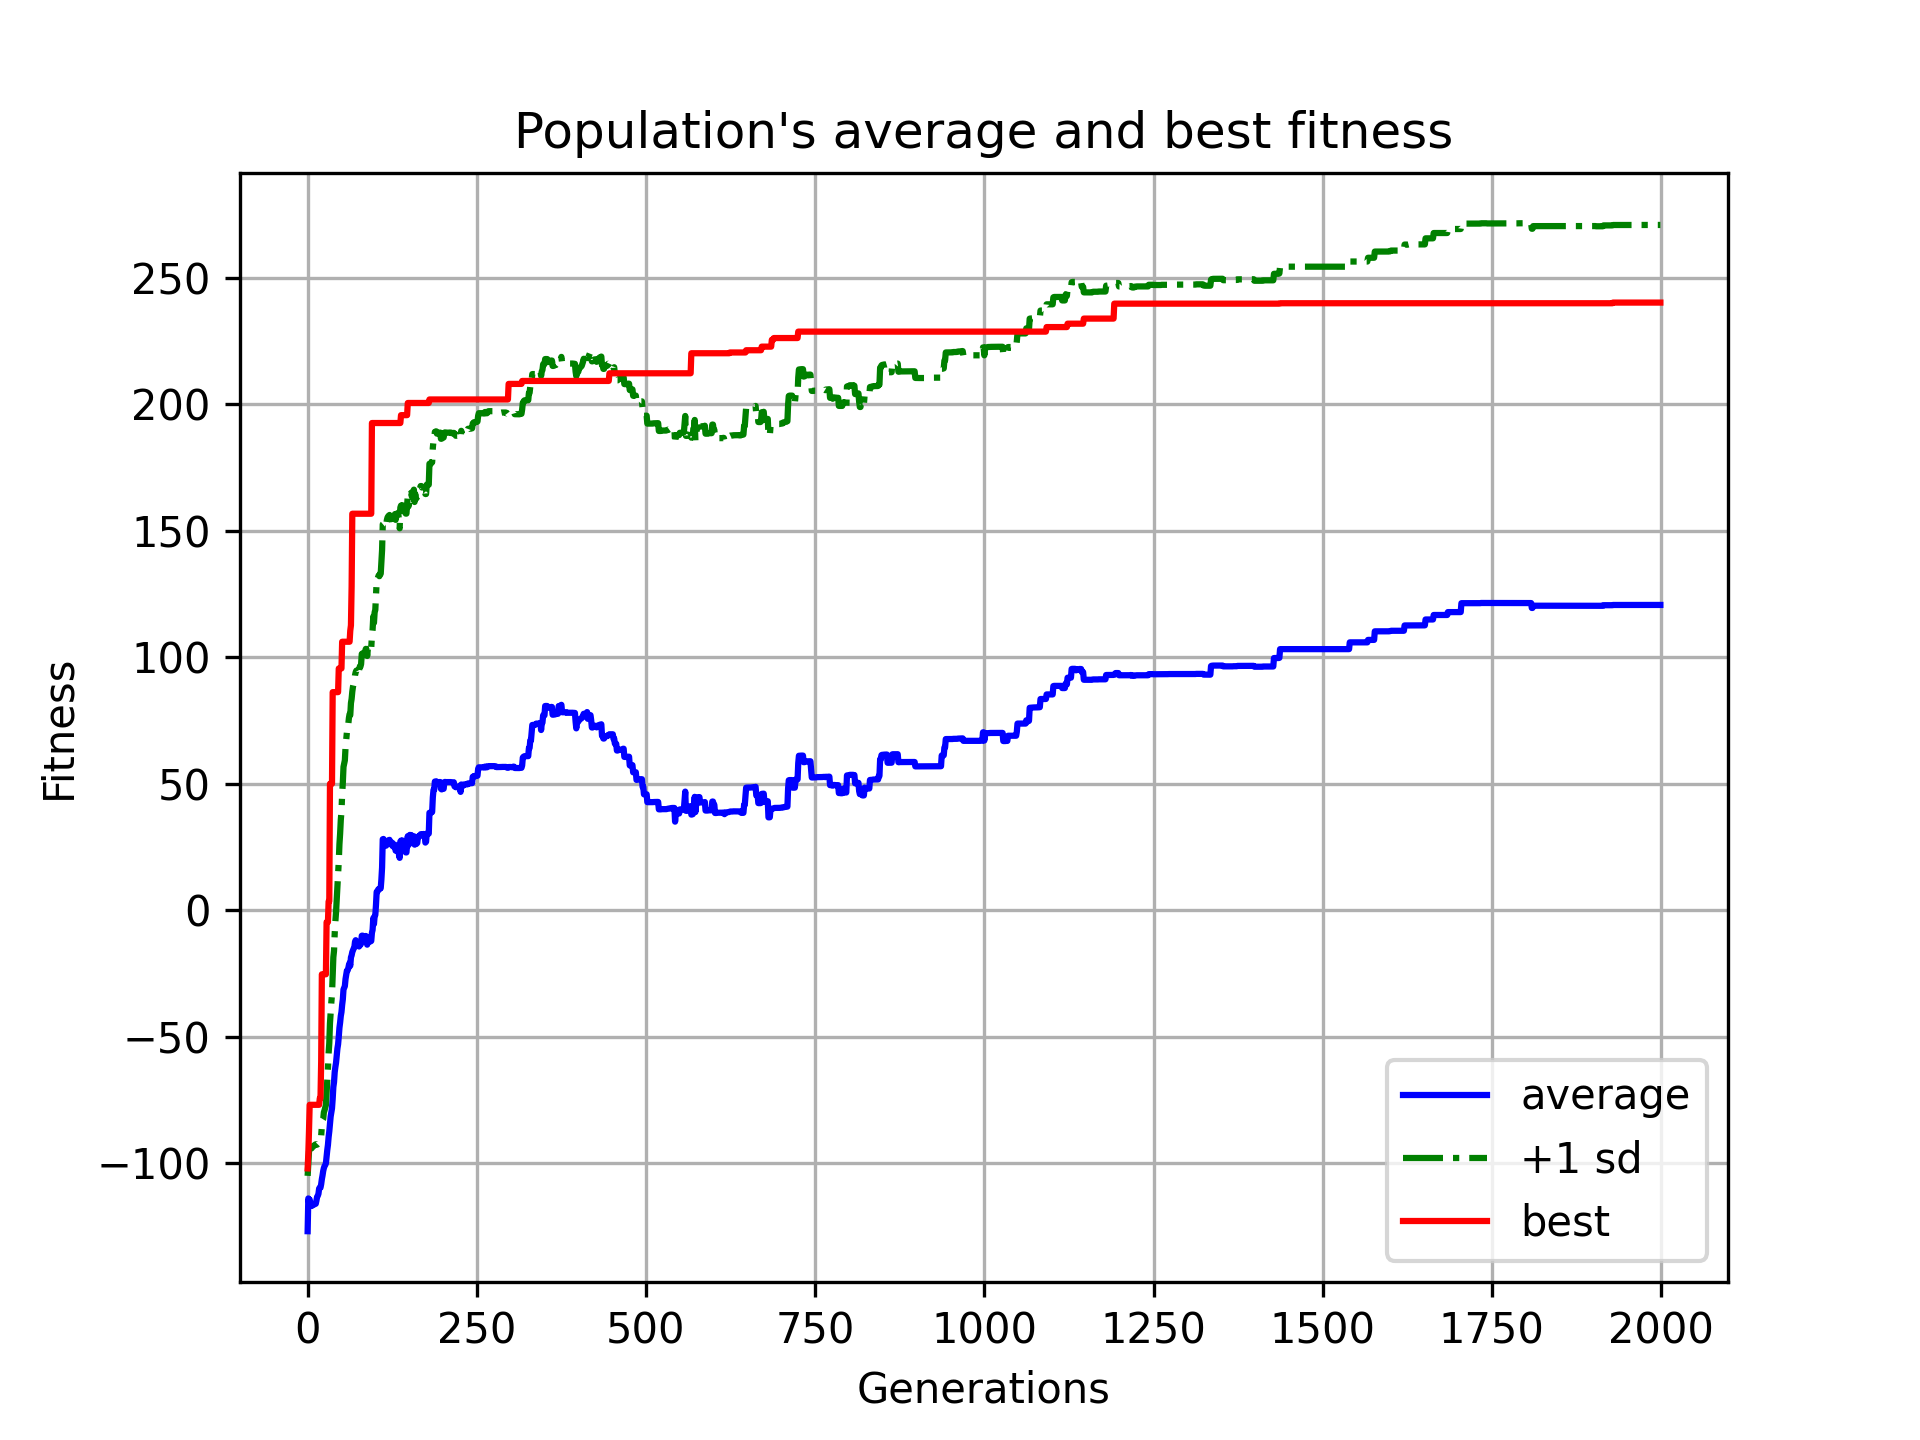 Population's average and best fitness
Fitness
250
200
150
100
50
0
−50
−100
average
+1 sd
best
0 250 500 750 1000 1250 1500 1750 2000
Generations